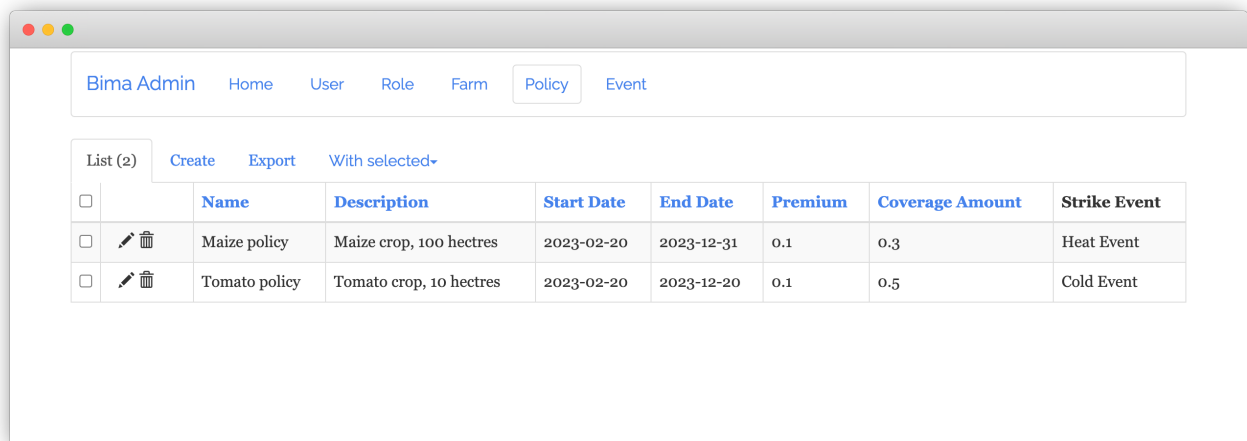 Bima Admin Home User Role Farm Policy Event
List (2) Create Export With selected
Name Description Start Date End Date Premium Coverage Amount Strike Event
Maize policy Maize crop, 100 hectres 2023-02-20 2023-12-31 0.1 0.3 Heat Event
Tomato policy Tomato crop, 10 hectres 2023-02-20 2023-12-20 0.1 0.5 Cold Event